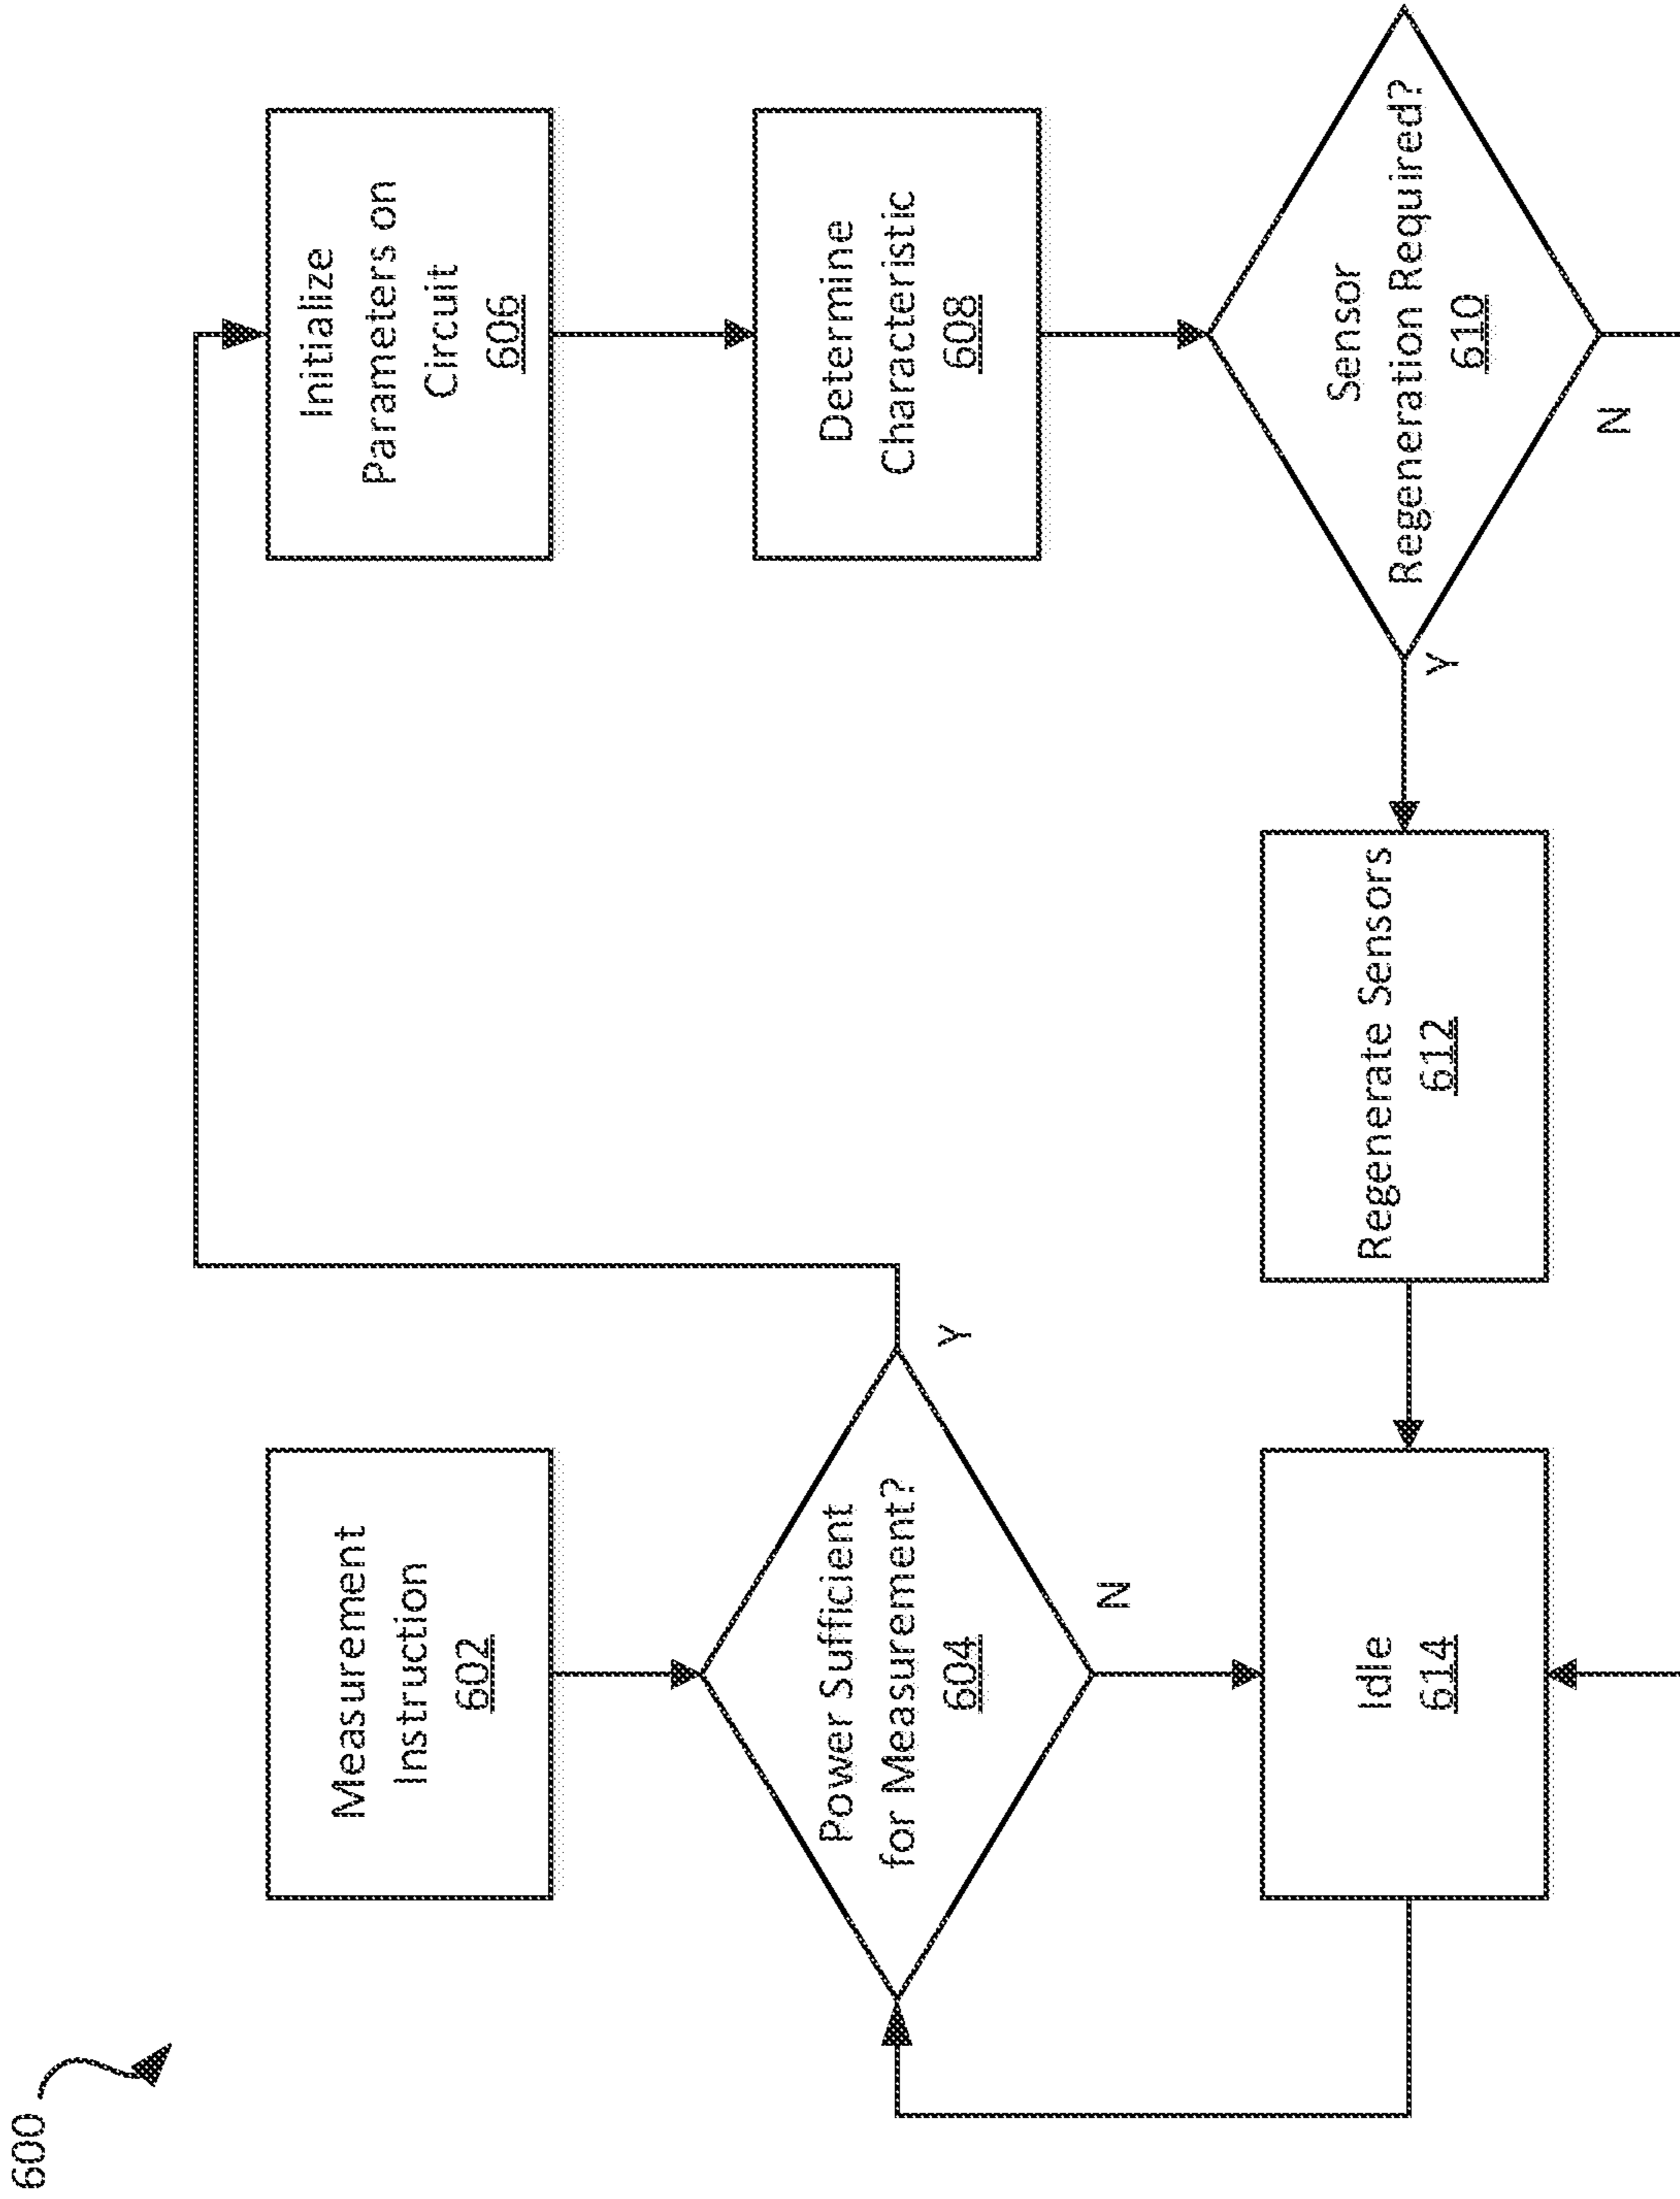 600
Measurement
Instruction
602
Power Sufficient
for Measurement?
604
Y
N
Initialize
Parameters on
Circuit
606
Determine
Characteristic
608
Sensor
Regeneration Required?
610
Y
N
Regenerate Sensors
612
Idle
614